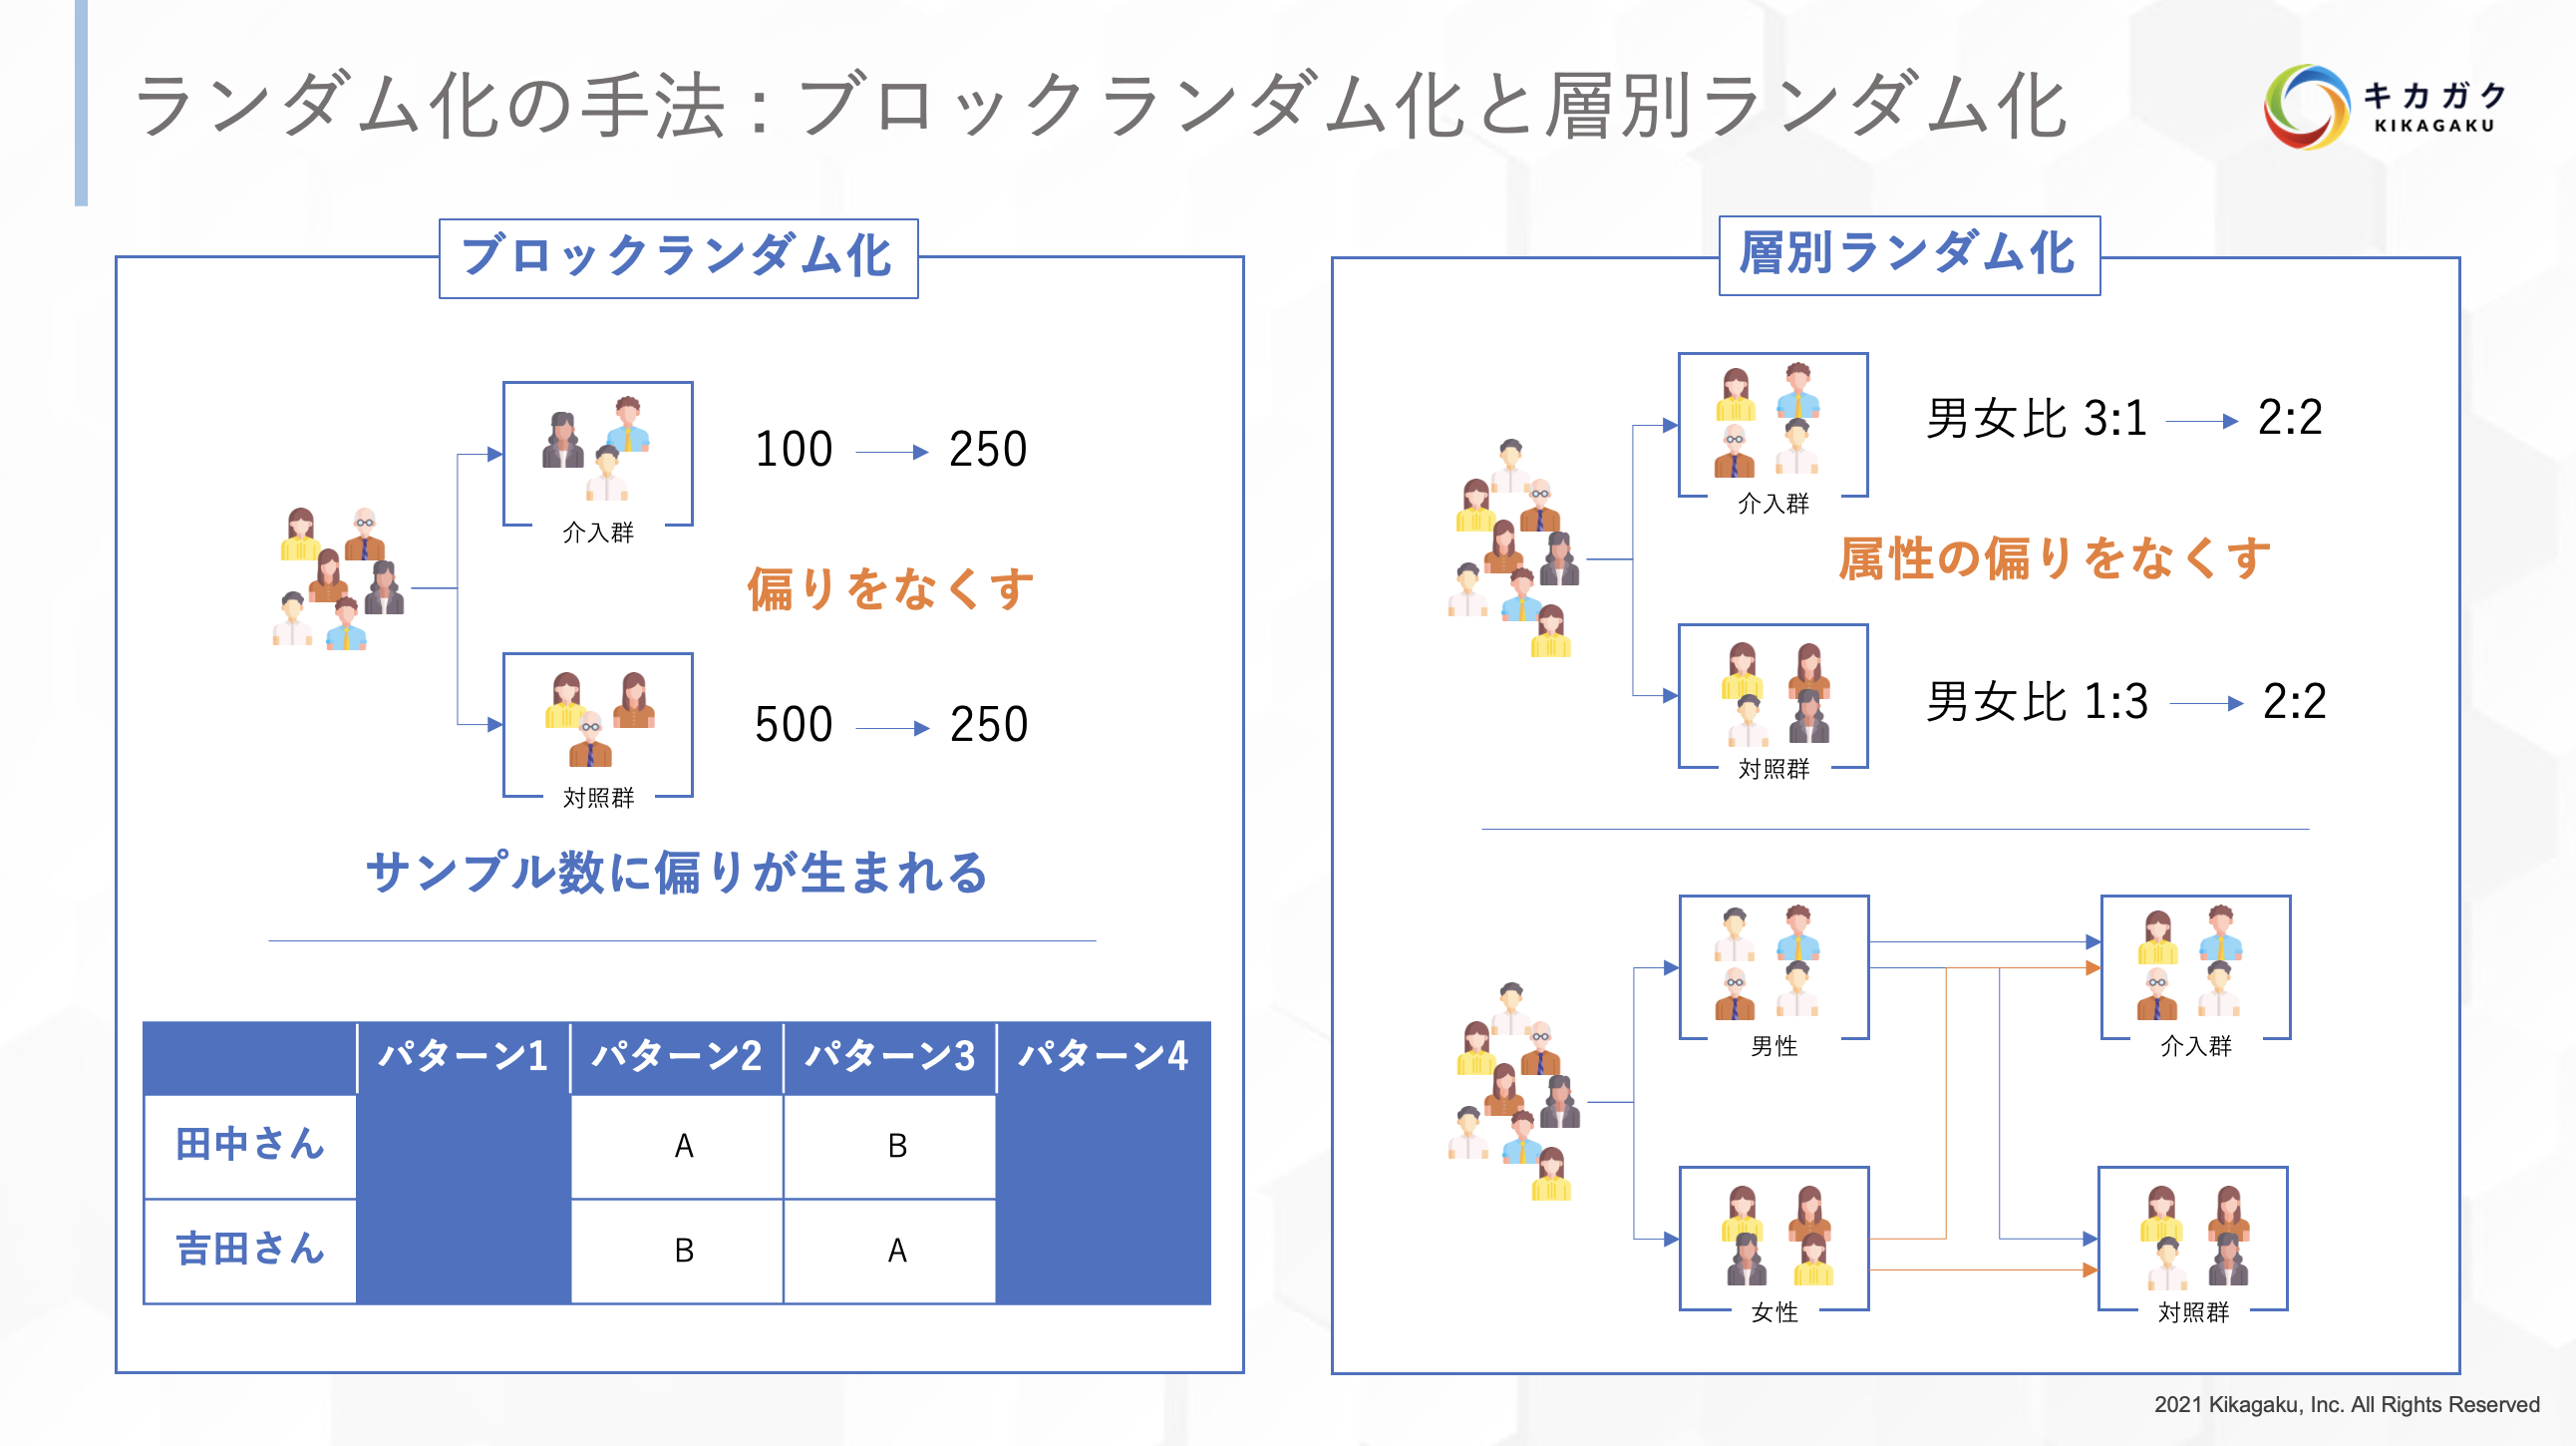 ランダム化の手法：ブロックランダム化と層別ランダム化
キカガク
KIKAGAKU
ブロックランダム化
100 250
介入群
偏りをなくす
500 250
対照群
サンプル数に偏りが生まれる
パターン1 パターン2 パターン3 パターン4
田中さん A B
吉田さん B A
層別ランダム化
男女比 3:1 2:2
介入群
属性の偏りをなくす
男女比 1:3 2:2
対照群
男性 介入群
女性 対照群
2021 Kikagaku, Inc. All Rights Reserved